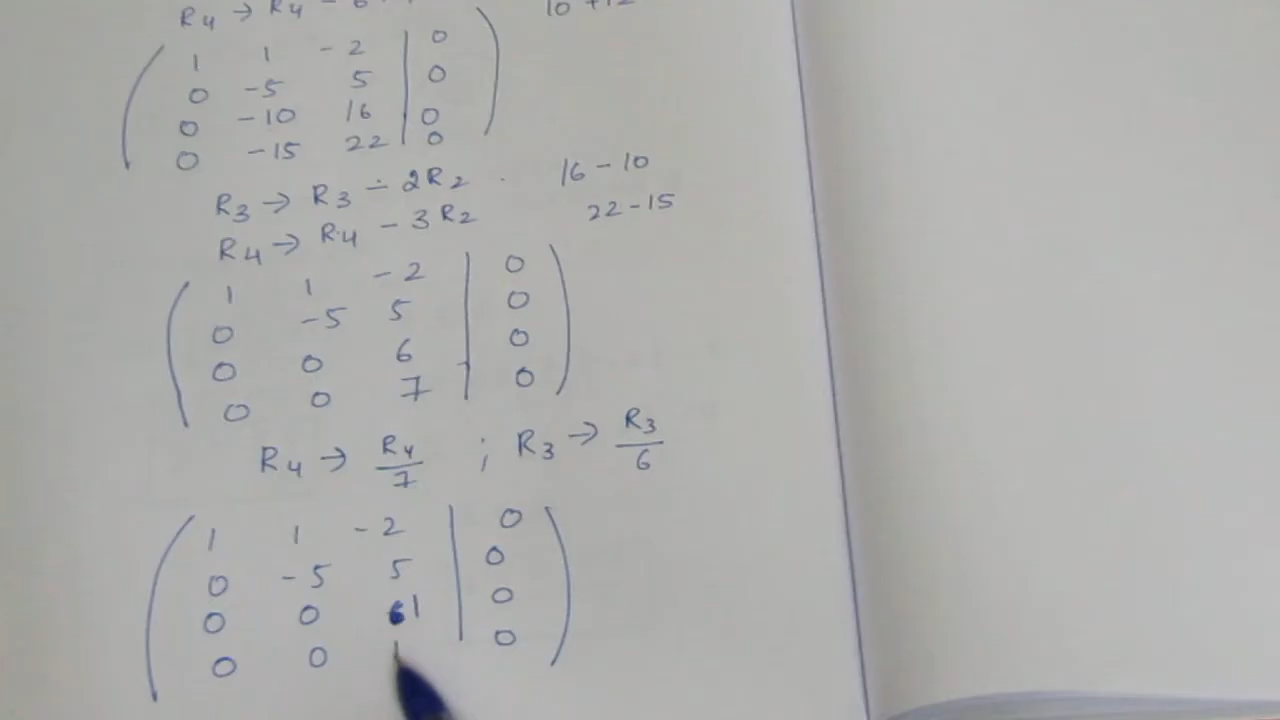 R4 → R4 - 6
10 +12
1 1 -2 | 0
0 -5 5 | 0
0 -10 16 | 0
0 -15 22 | 0
R3 → R3 - 2R2 16 - 10
R4 → R4 - 3R2 22 - 15
1 1 -2 | 0
0 -5 5 | 0
0 0 6 | 0
0 0 7 | 0
R4 → R4/7 ; R3 → R3/6
1 1 -2 | 0
0 -5 5 | 0
0 0 1 | 0
0 0 1 | 0